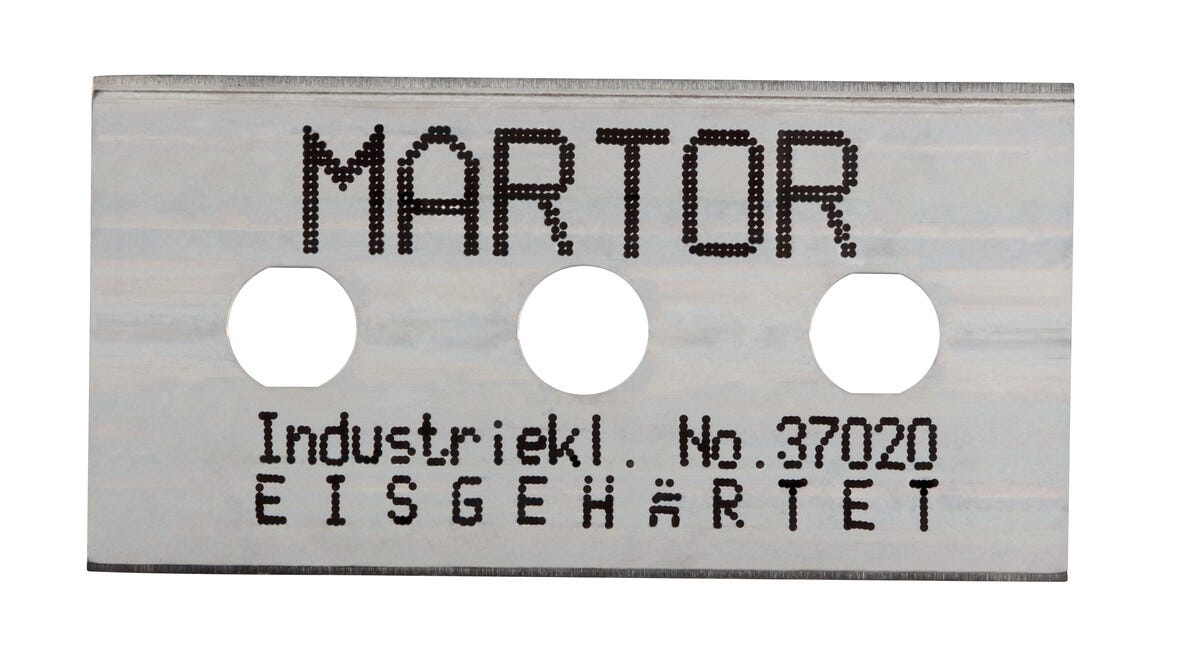 MARTOR
Industriekl. No.37020
EISGEHÄRTET